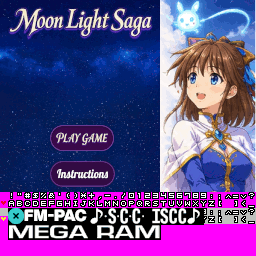 Moon Light Saga
PLAY GAME
Instructions
!"#$%&'()*+,-./0123456789:;<=>?
@ABCDEFGHIJKLMNOPQRSTUVWXYZ[
FM-PAC ♪ S·C·C· ISCC♪
MEGA RAM